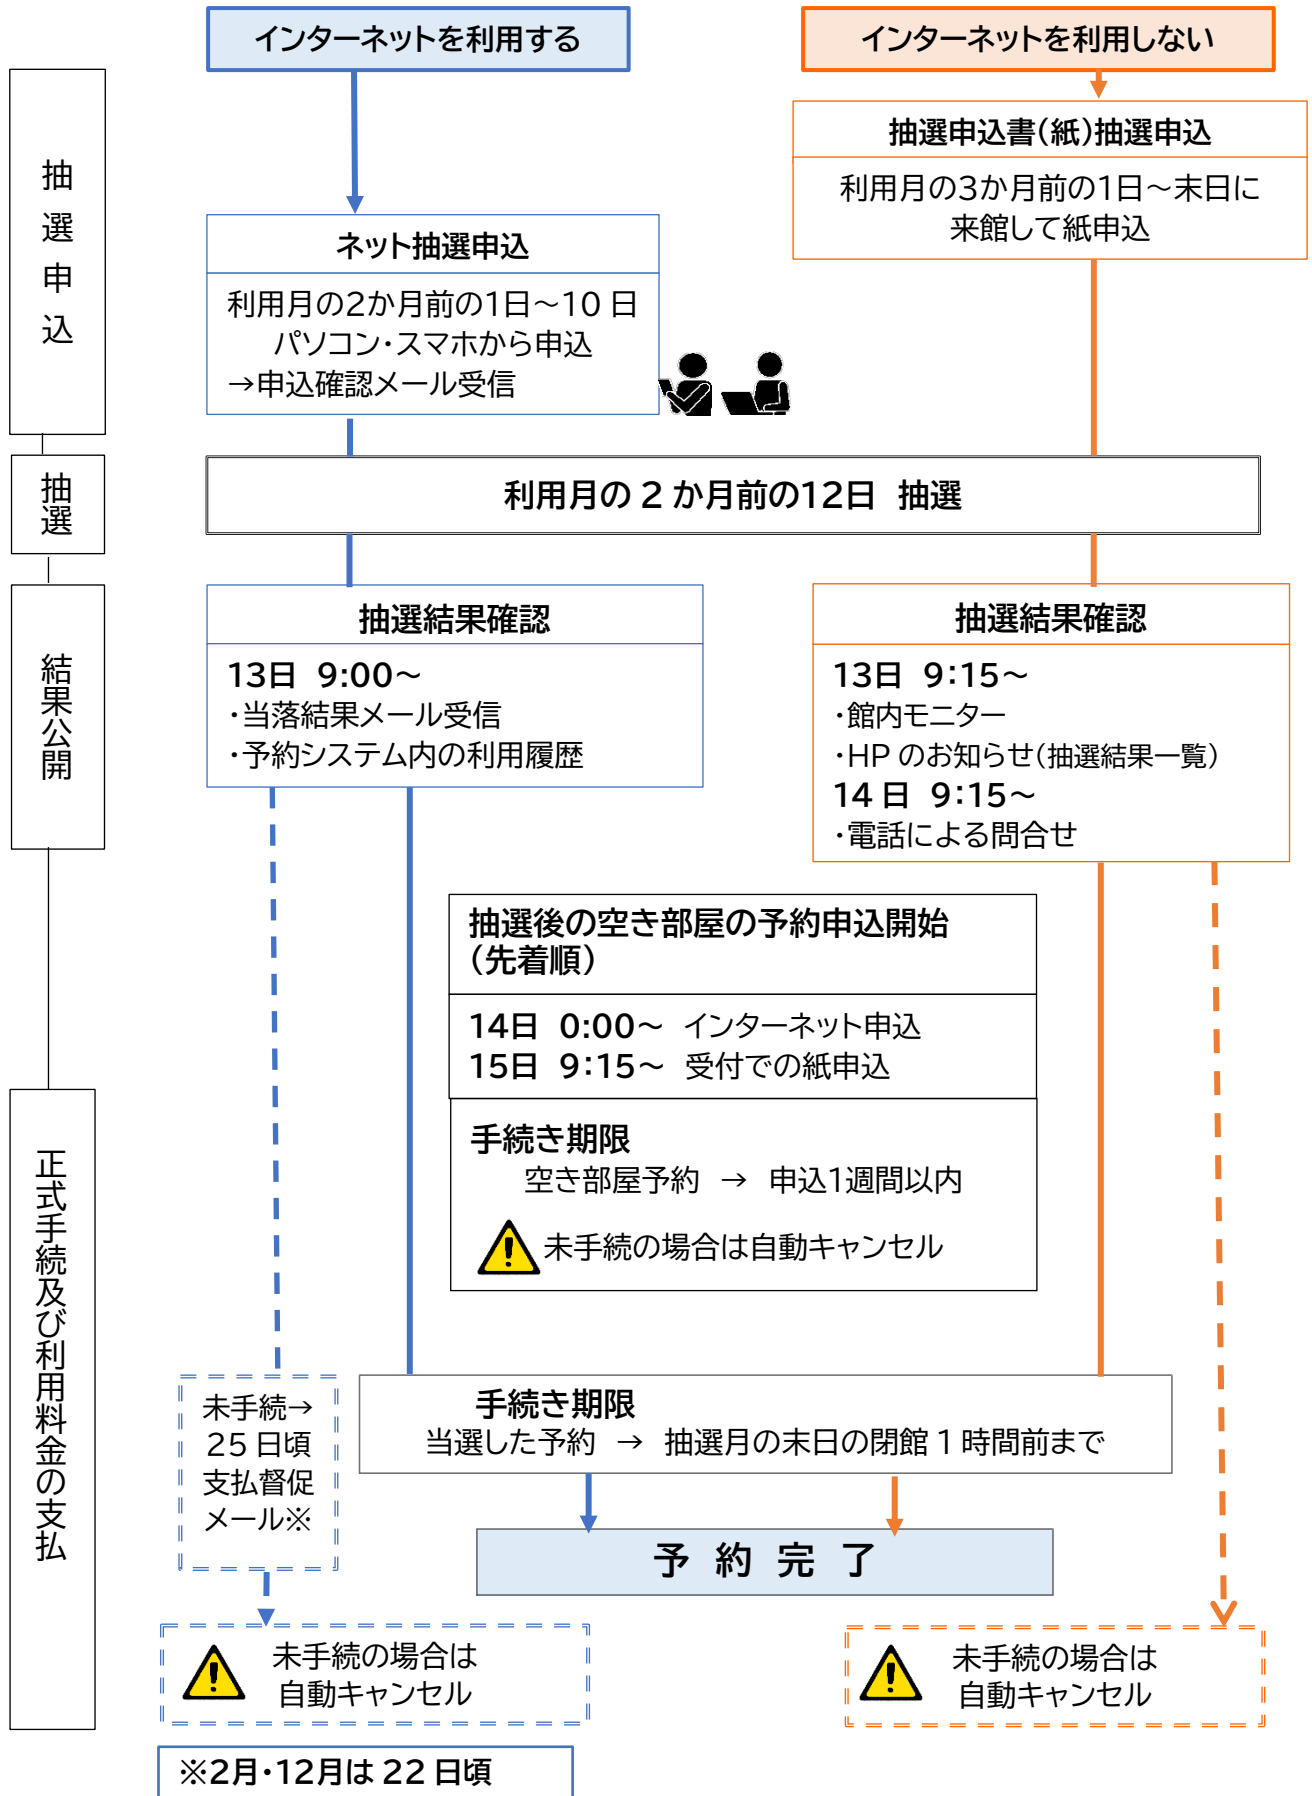 インターネットを利用する
インターネットを利用しない
抽選申込
抽選申込書(紙)抽選申込
利用月の3か月前の1日～末日に
来館して紙申込
ネット抽選申込
利用月の2か月前の1日～10日
パソコン・スマホから申込
→申込確認メール受信
抽選
利用月の2か月前の12日 抽選
結果公開
抽選結果確認
13日 9:00～
・当落結果メール受信
・予約システム内の利用履歴
抽選結果確認
13日 9:15～
・館内モニター
・HPのお知らせ(抽選結果一覧)
14日 9:15～
・電話による問合せ
抽選後の空き部屋の予約申込開始
(先着順)
14日 0:00～ インターネット申込
15日 9:15～ 受付での紙申込
手続き期限
空き部屋予約 → 申込1週間以内
未手続の場合は自動キャンセル
正式手続及び利用料金の支払
未手続→
25日頃
支払督促
メール※
手続き期限
当選した予約 → 抽選月の末日の閉館1時間前まで
予約完了
未手続の場合は
自動キャンセル
未手続の場合は
自動キャンセル
※2月・12月は22日頃